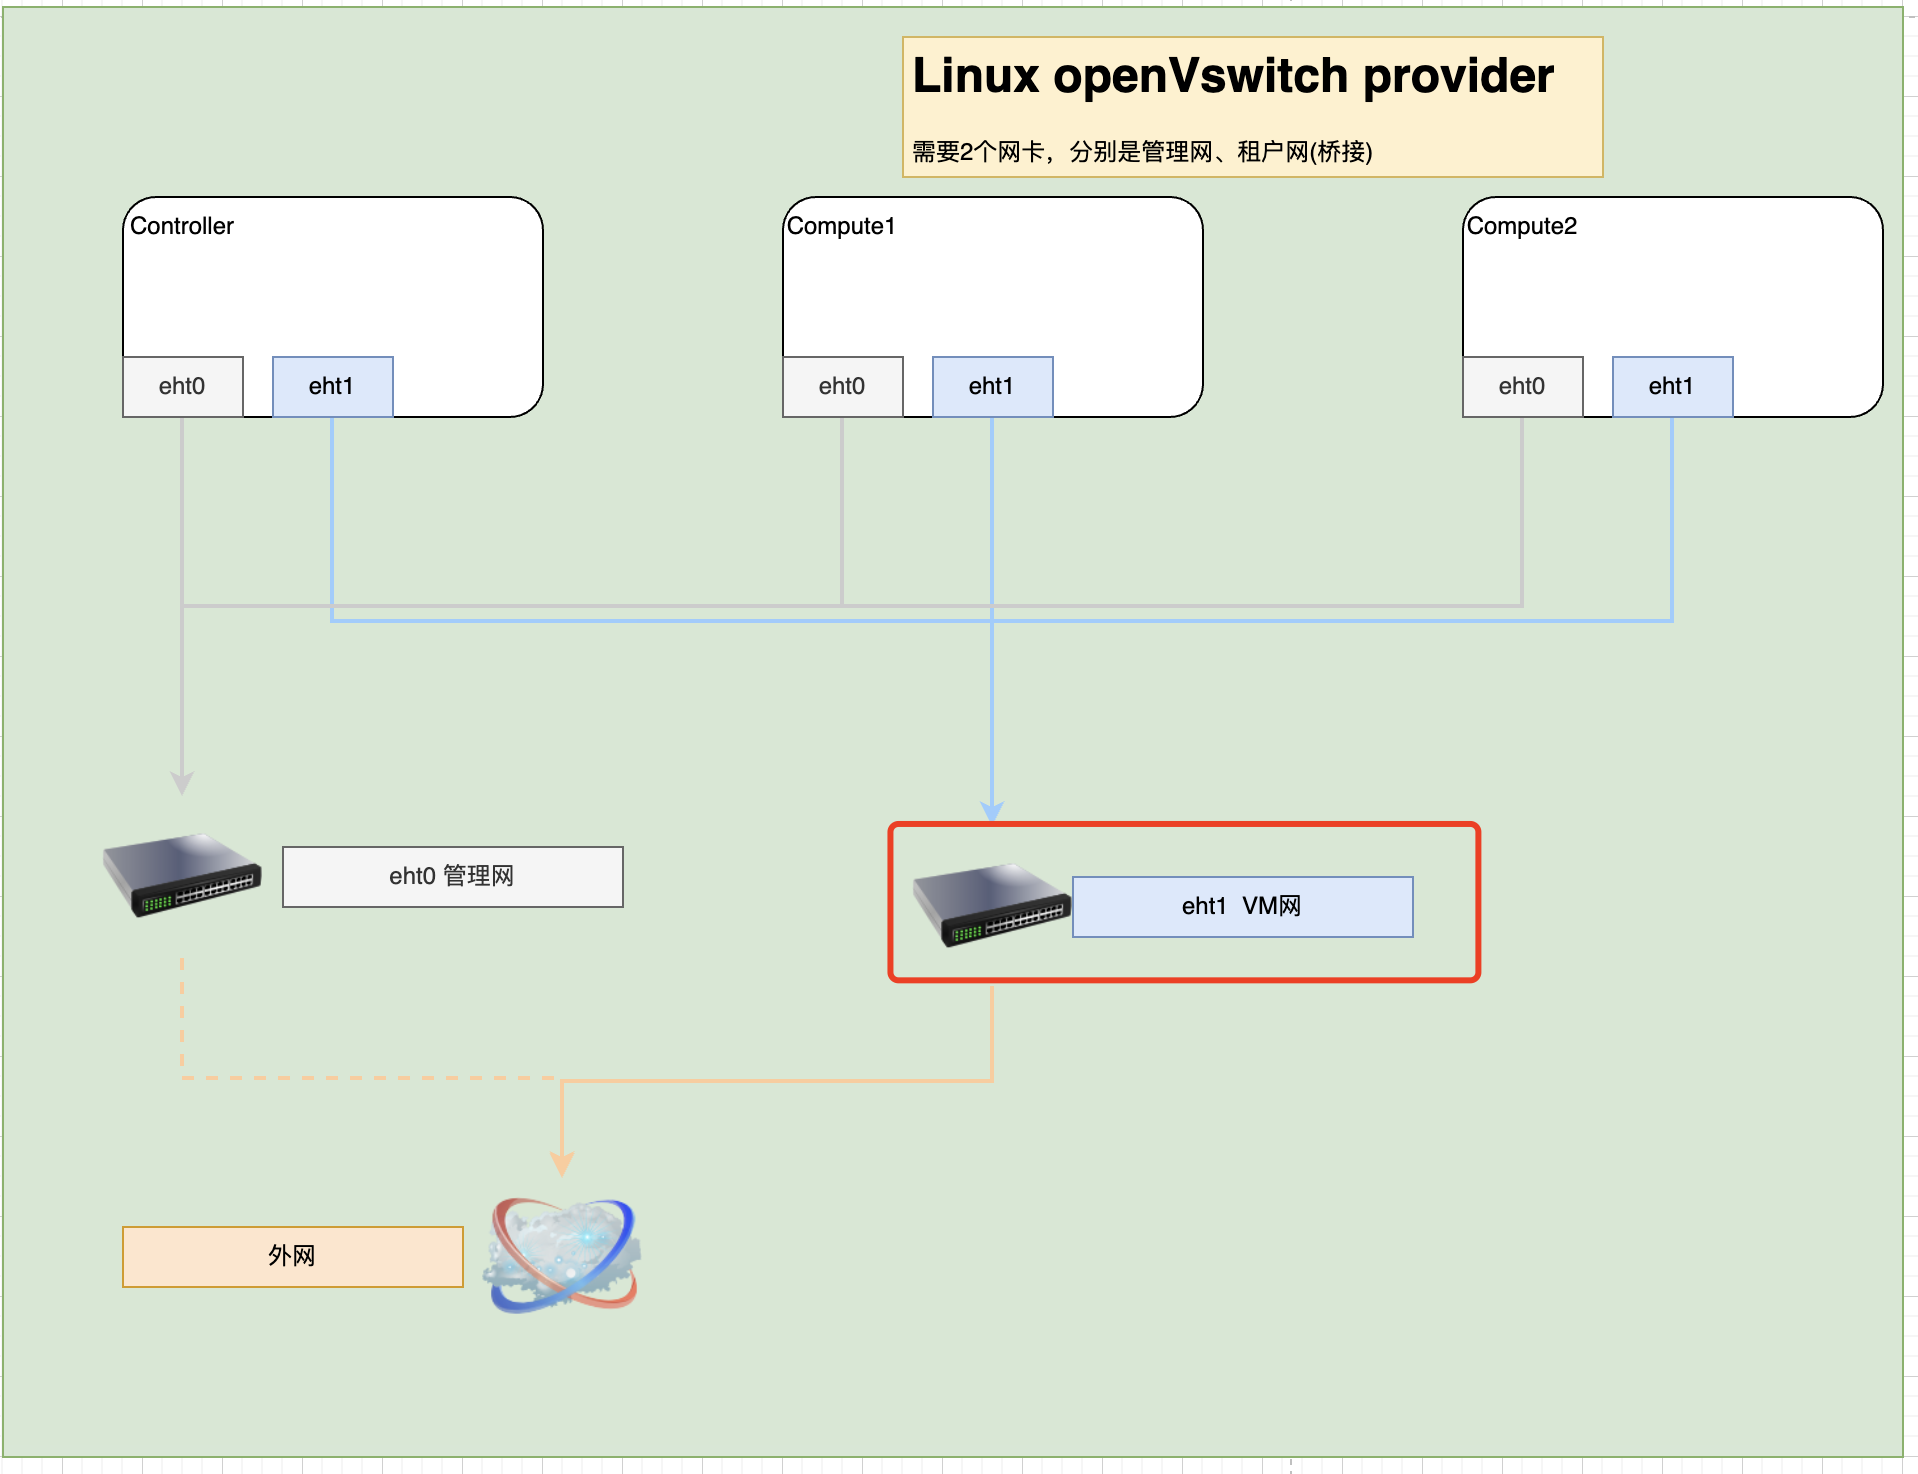 Linux openVswitch provider
需要2个网卡，分别是管理网、租户网(桥接)
Controller
Compute1
Compute2
eht0
eht1
eht0
eht1
eht0
eht1
eht0 管理网
eht1 VM网
外网